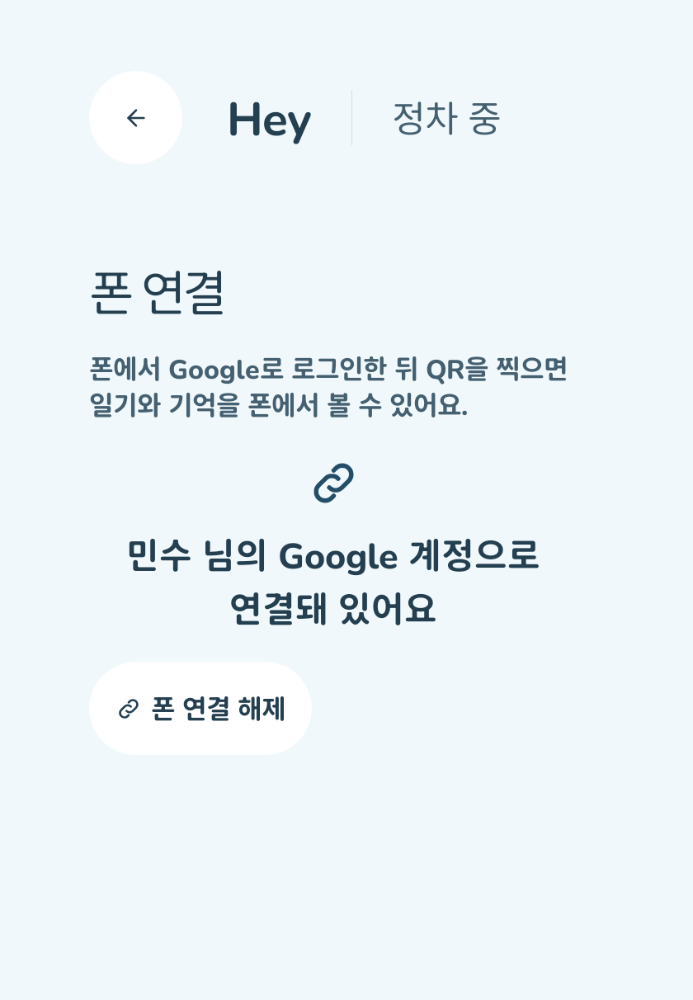 Hey
정차 중
폰 연결
폰에서 Google로 로그인한 뒤 QR을 찍으면
일기와 기억을 폰에서 볼 수 있어요.
민수 님의 Google 계정으로
연결돼 있어요
폰 연결 해제